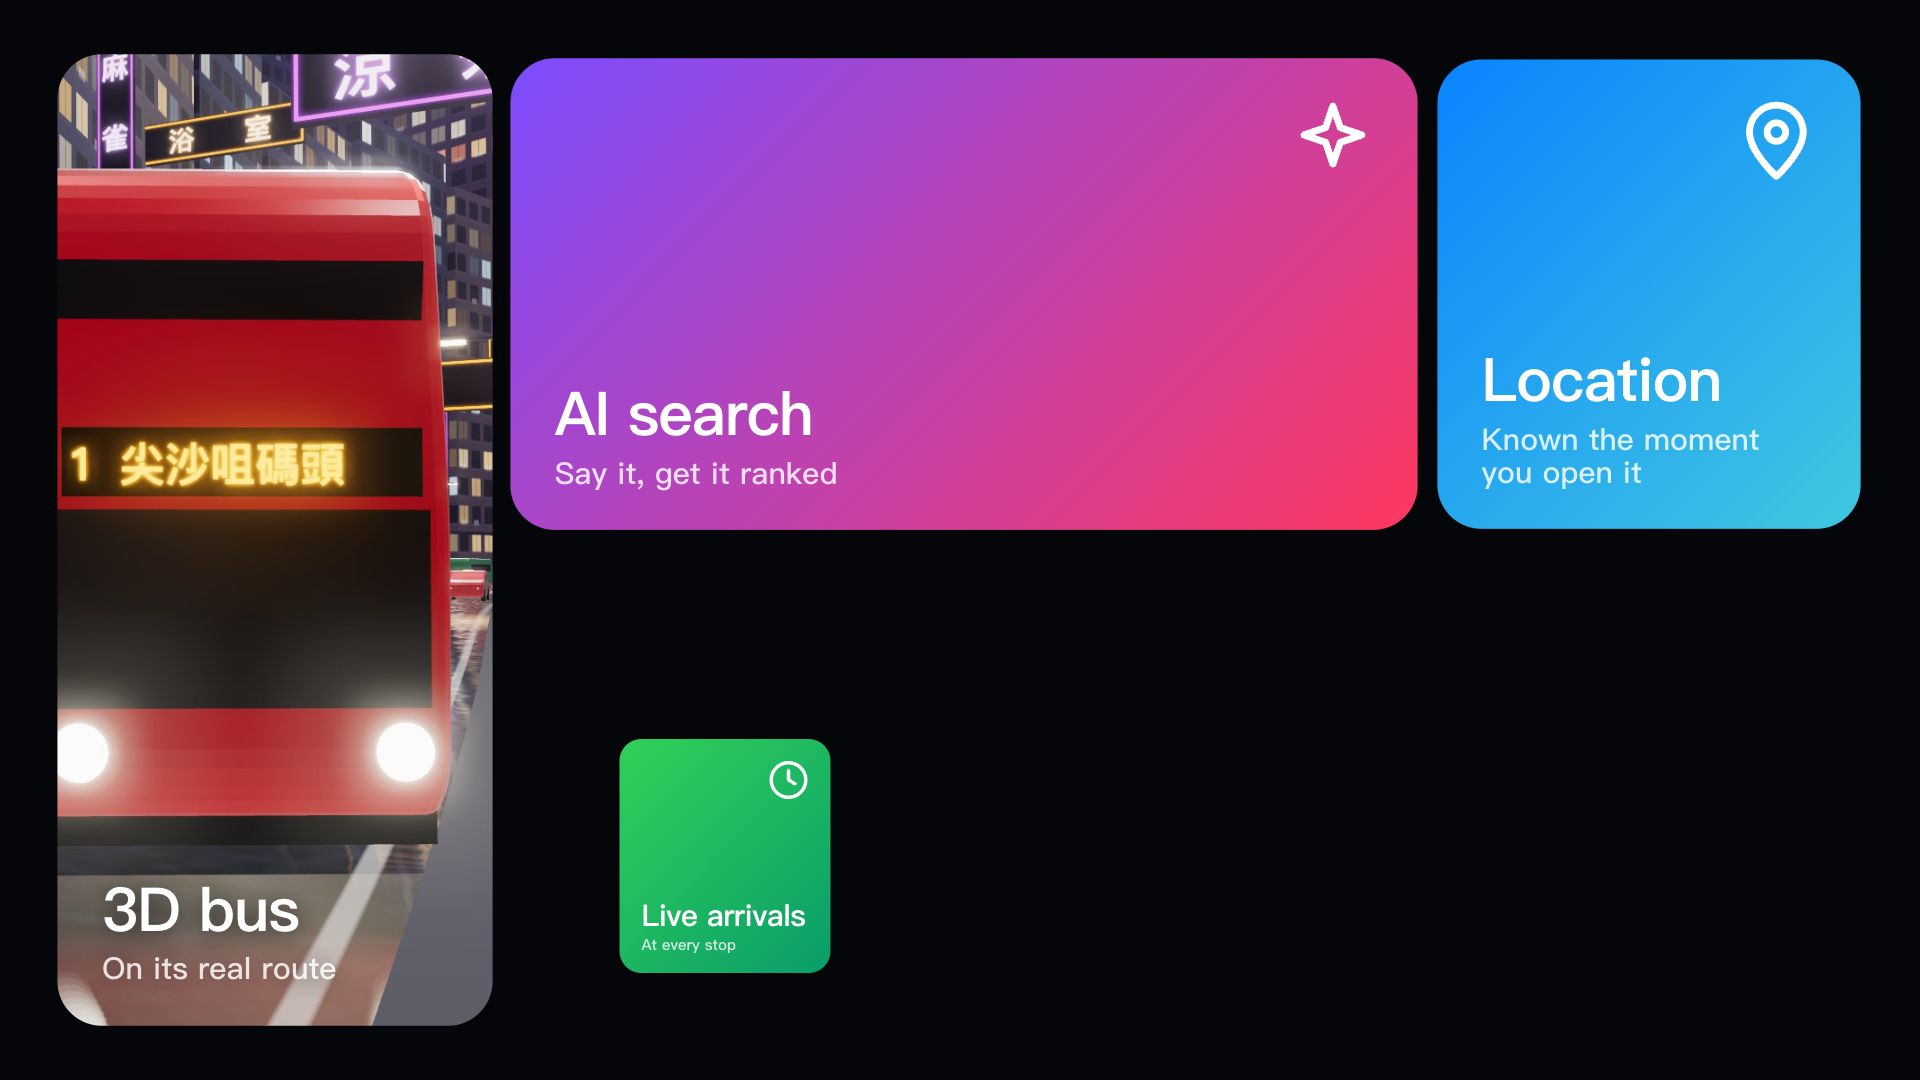 麻雀
浴室
涼
1 尖沙咀碼頭
3D bus
On its real route
AI search
Say it, get it ranked
Location
Known the moment
you open it
Live arrivals
At every stop